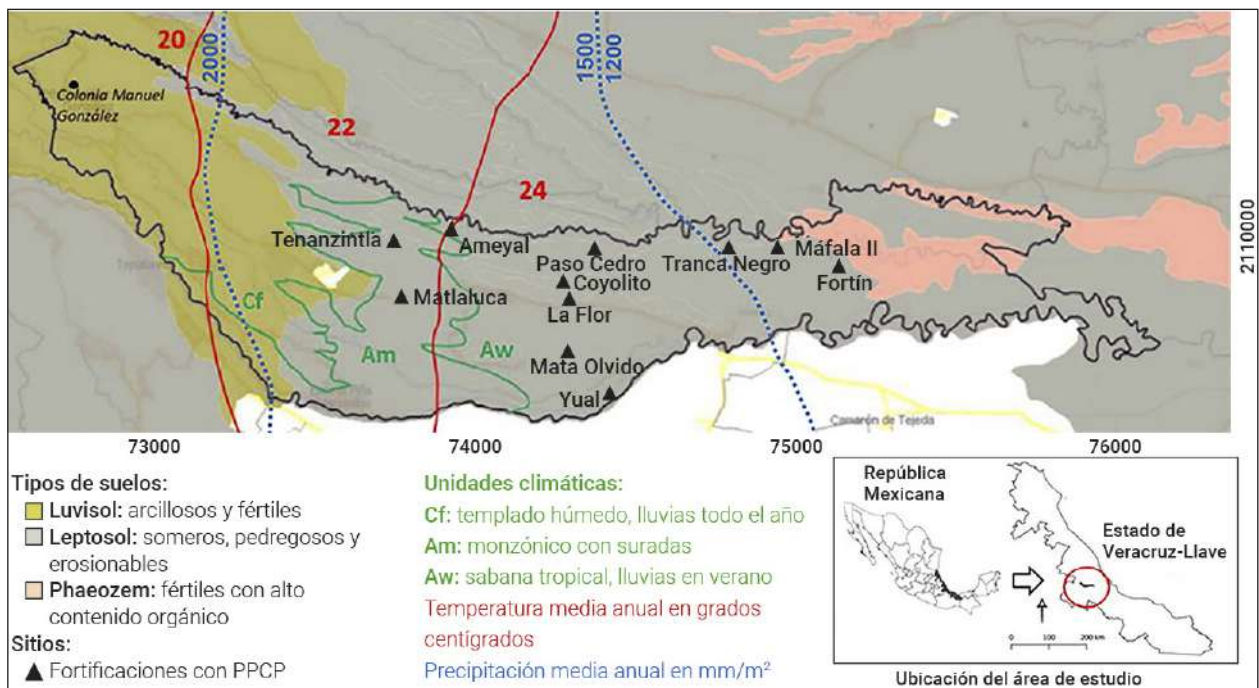 20
2000
1500
1200
Colonia Manuel
González
22
24
2110000
Tenanzintla
Ameyal
Paso Cedro
Tranca Negro
Máfala II
Coyolito
Fortín
Cf
Matlaluca
La Flor
Am
Aw
Mata Olvido
Yual
Camarón de Tejeda
73000
74000
75000
76000
Tipos de suelos:
Luvisol: arcillosos y fértiles
Leptosol: someros, pedregosos y
erosionables
Phaeozem: fértiles con alto
contenido orgánico
Sitios:
Fortificaciones con PPCP
Unidades climáticas:
Cf: templado húmedo, lluvias todo el año
Am: monzónico con suradas
Aw: sabana tropical, lluvias en verano
Temperatura media anual en grados
centígrados
Precipitación media anual en mm/m²
República
Mexicana
Estado de
Veracruz-Llave
0 100 200 km
Ubicación del área de estudio